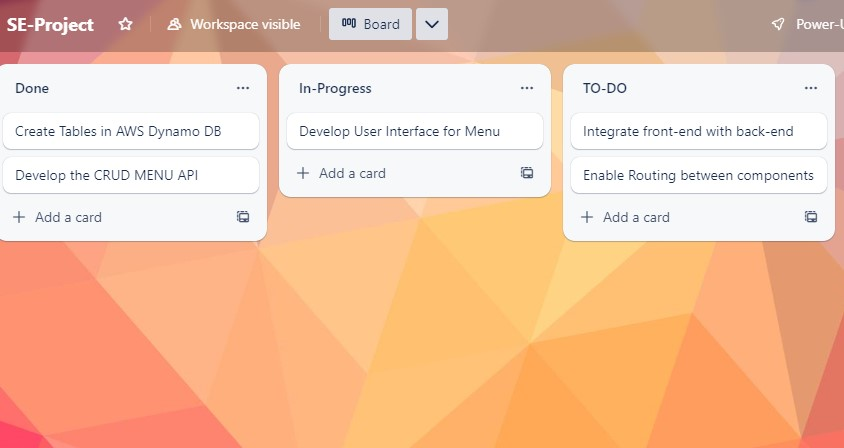 SE-Project
Workspace visible
Board
Power-U
Done
Create Tables in AWS Dynamo DB
Develop the CRUD MENU API
Add a card
In-Progress
Develop User Interface for Menu
Add a card
TO-DO
Integrate front-end with back-end
Enable Routing between components
Add a card